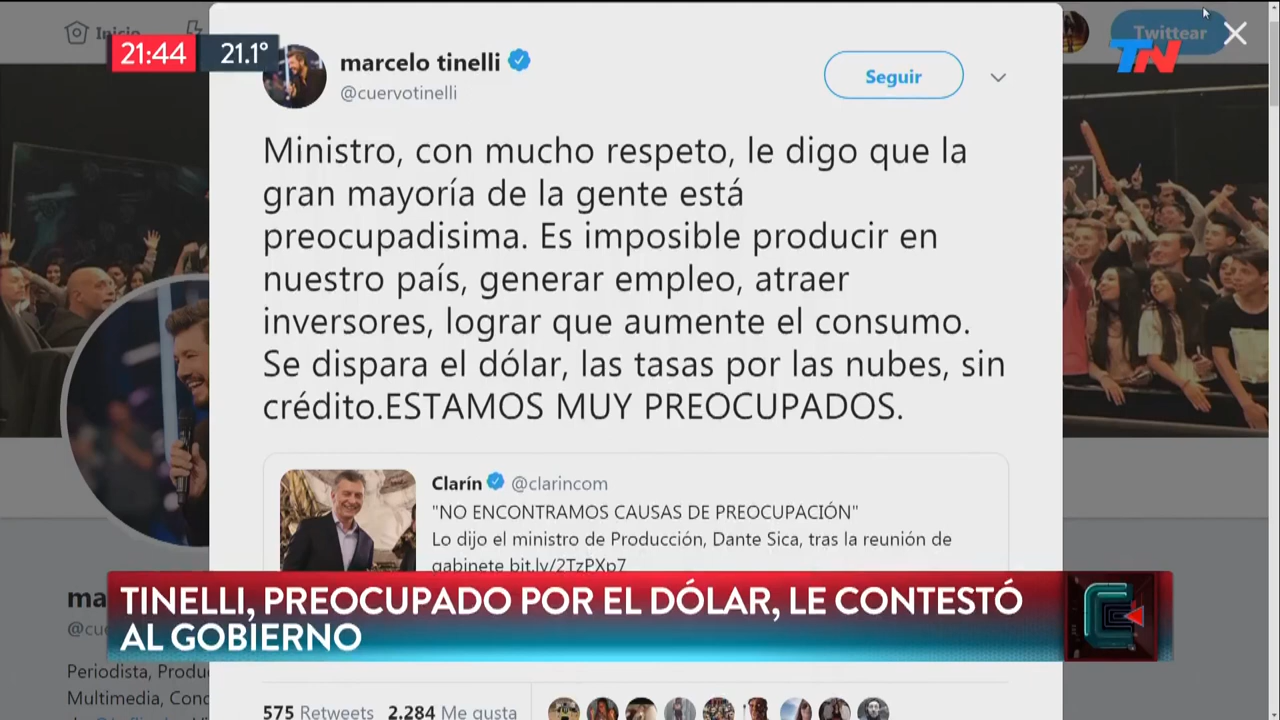 Inicio
Twittear
21:44
21.1°
TN
marcelo tinelli
@cuervotinelli
Seguir
Ministro, con mucho respeto, le digo que la
gran mayoría de la gente está
preocupadisima. Es imposible producir en
nuestro país, generar empleo, atraer
inversores, lograr que aumente el consumo.
Se dispara el dólar, las tasas por las nubes, sin
crédito.ESTAMOS MUY PREOCUPADOS.
Clarín @clarincom
"NO ENCONTRAMOS CAUSAS DE PREOCUPACIÓN"
Lo dijo el ministro de Producción, Dante Sica, tras la reunión de
gabinete bit.ly/2TzPXp7
TINELLI, PREOCUPADO POR EL DÓLAR, LE CONTESTÓ
AL GOBIERNO
ma
@cue
Periodista, Produ
Multimedia, Cond
575 Retweets 2.284 Me gusta